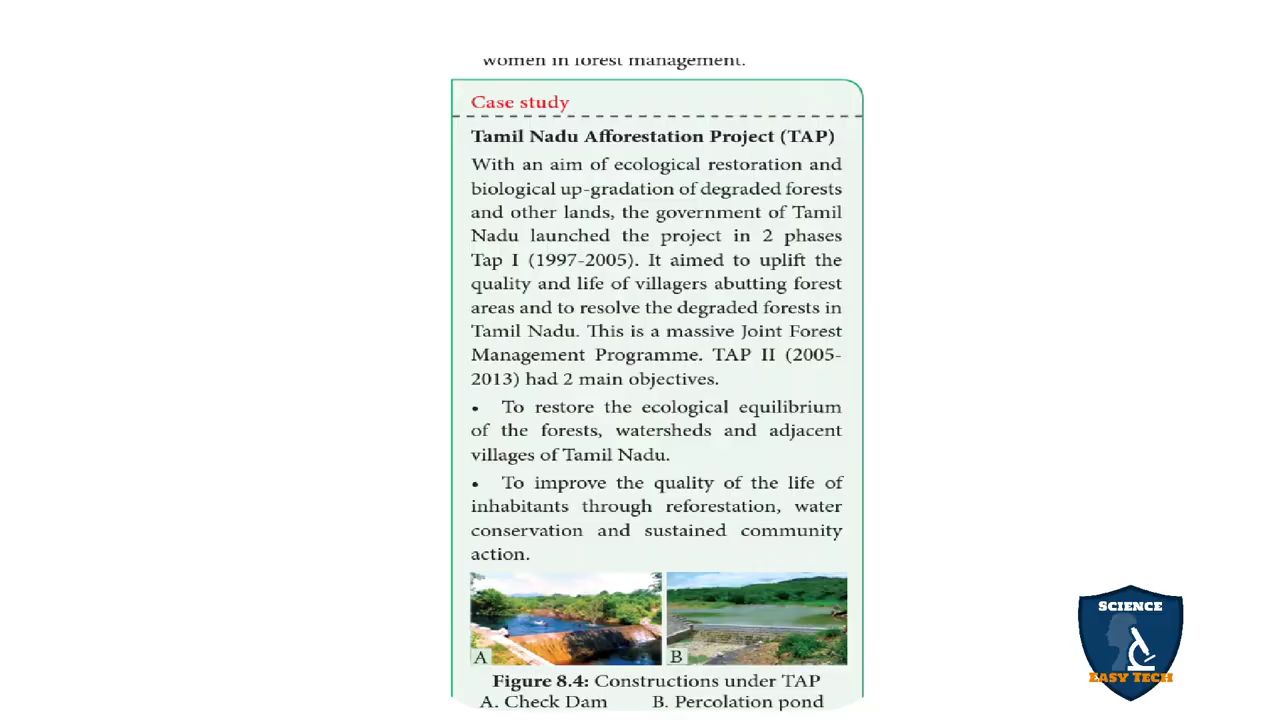 women in forest management.
Case study
Tamil Nadu Afforestation Project (TAP)
With an aim of ecological restoration and
biological up-gradation of degraded forests
and other lands, the government of Tamil
Nadu launched the project in 2 phases
Tap I (1997-2005). It aimed to uplift the
quality and life of villagers abutting forest
areas and to resolve the degraded forests in
Tamil Nadu. This is a massive Joint Forest
Management Programme. TAP II (2005-
2013) had 2 main objectives.
• To restore the ecological equilibrium
of the forests, watersheds and adjacent
villages of Tamil Nadu.
• To improve the quality of the life of
inhabitants through reforestation, water
conservation and sustained community
action.
A B
Figure 8.4: Constructions under TAP
A. Check Dam B. Percolation pond
SCIENCE
EASY TECH